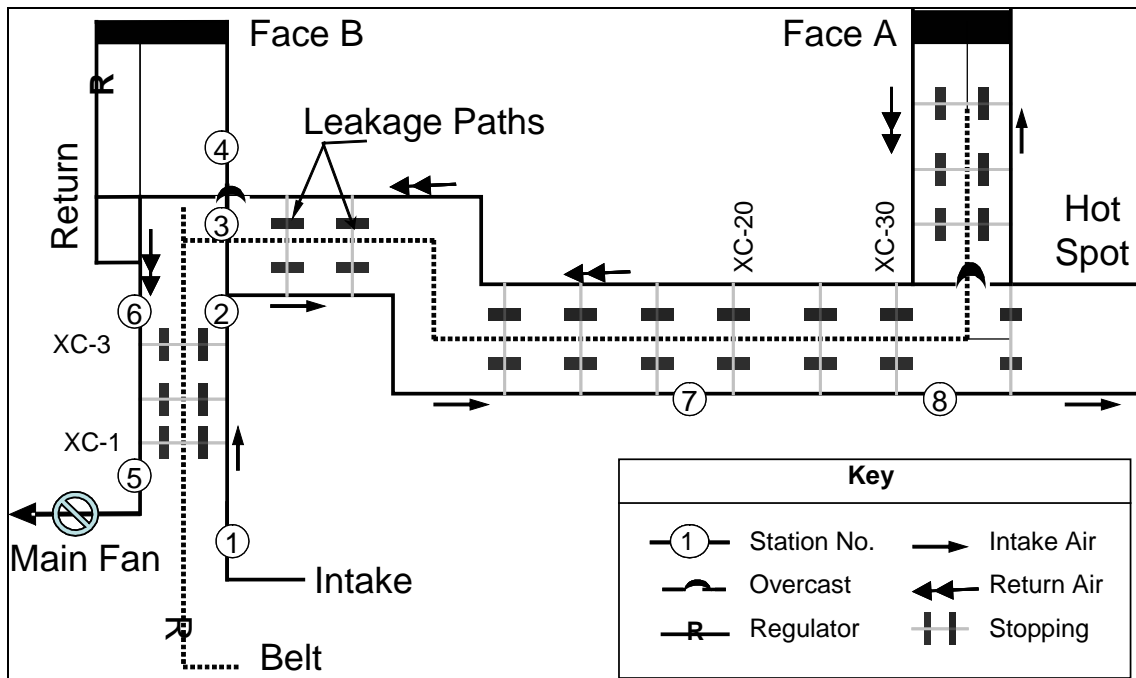 Face B
Face A
R
Leakage Paths
4
Return
3
XC-20
XC-30
Hot
Spot
6
2
XC-3
7
8
XC-1
5
Main Fan
1
Intake
R
Belt
Key
1 Station No.
Intake Air
Overcast
Return Air
R Regulator
Stopping